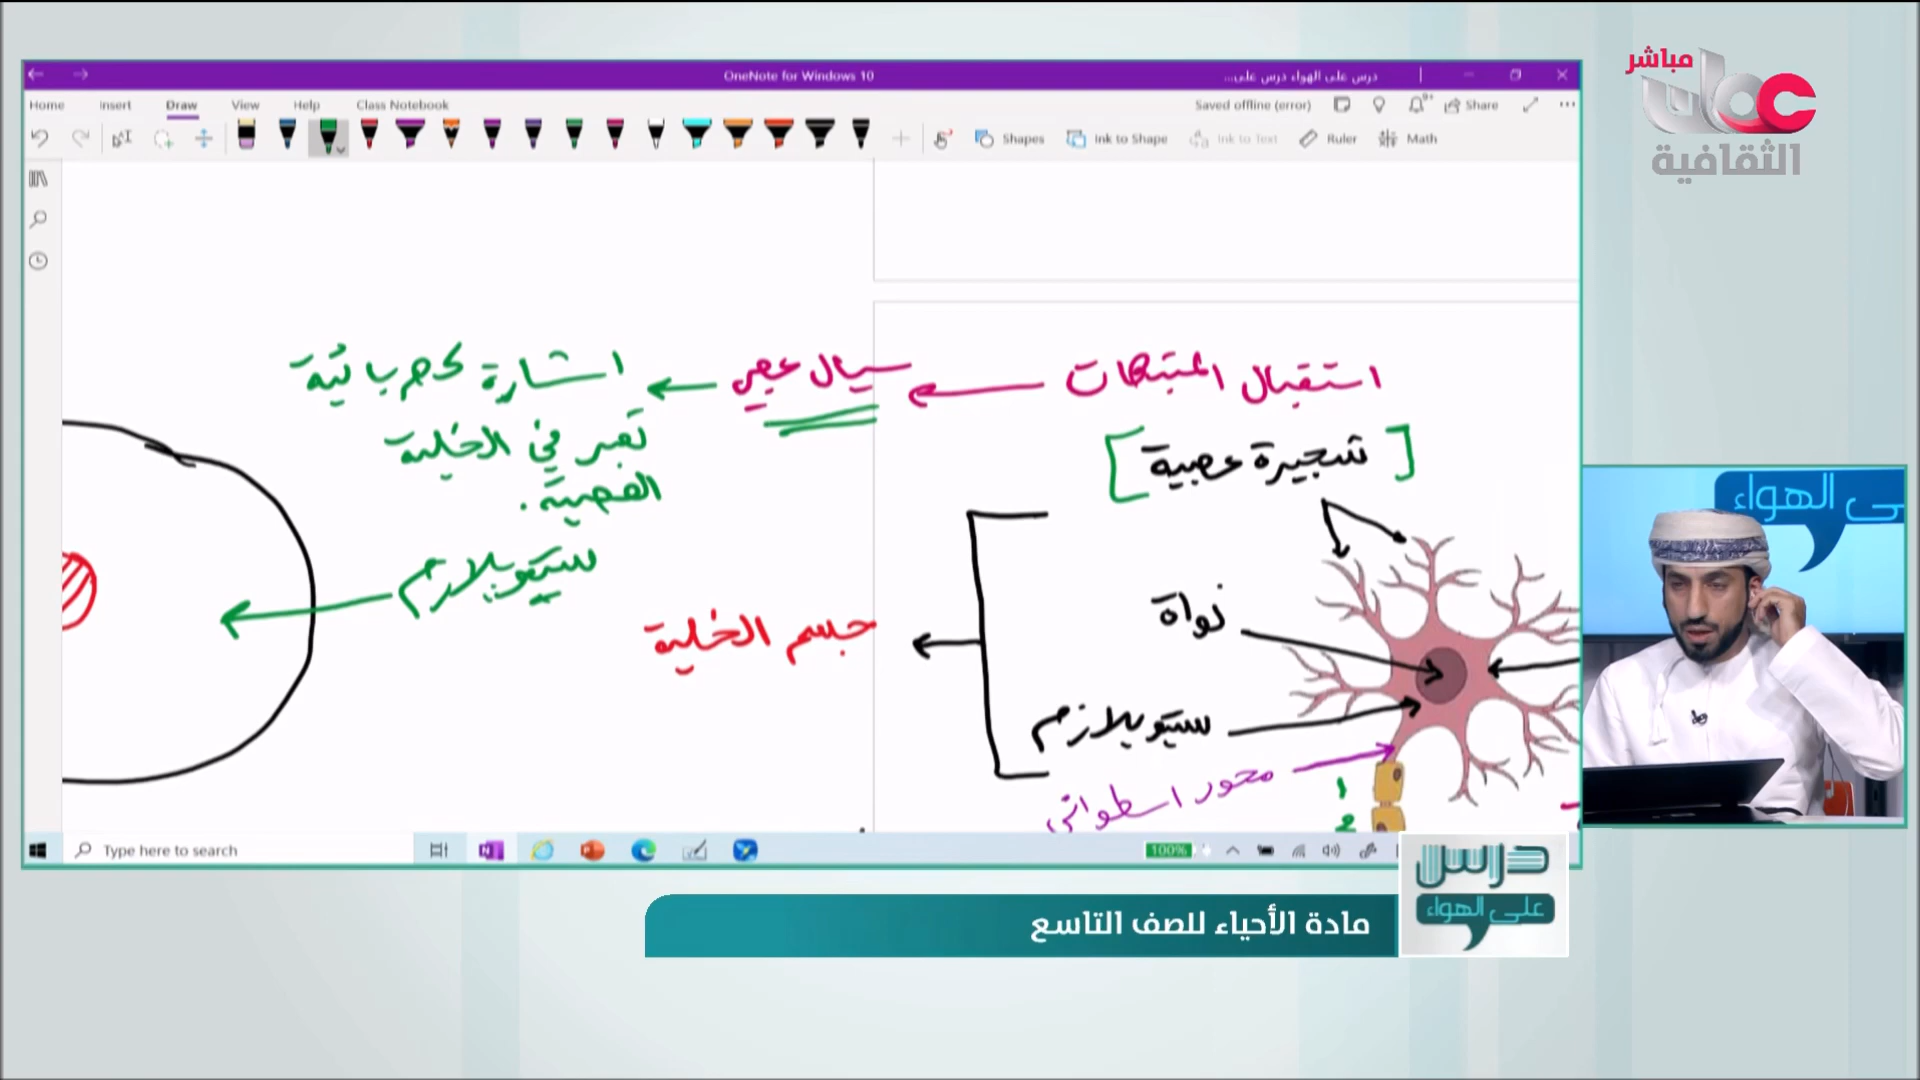 مباشر
الثقافية
OneNote for Windows 10
درس على الهواء درس على...
Home Insert Draw View Help Class Notebook
Saved offline (error)
Share
Shapes
Ink to Shape
Ink to Text
Ruler
Math
استقبال المنبهات
سيال عصبي
اشارة كهربائية
تعبر في الخلية
العصبية.
[شجيرة عصبية]
سيتوبلازم
نواة
جسم الخلية
سيتوبلازم
محور اسطواني
1
2
على الهواء
Type here to search
100%
درس
على الهواء
مادة الأحياء للصف التاسع